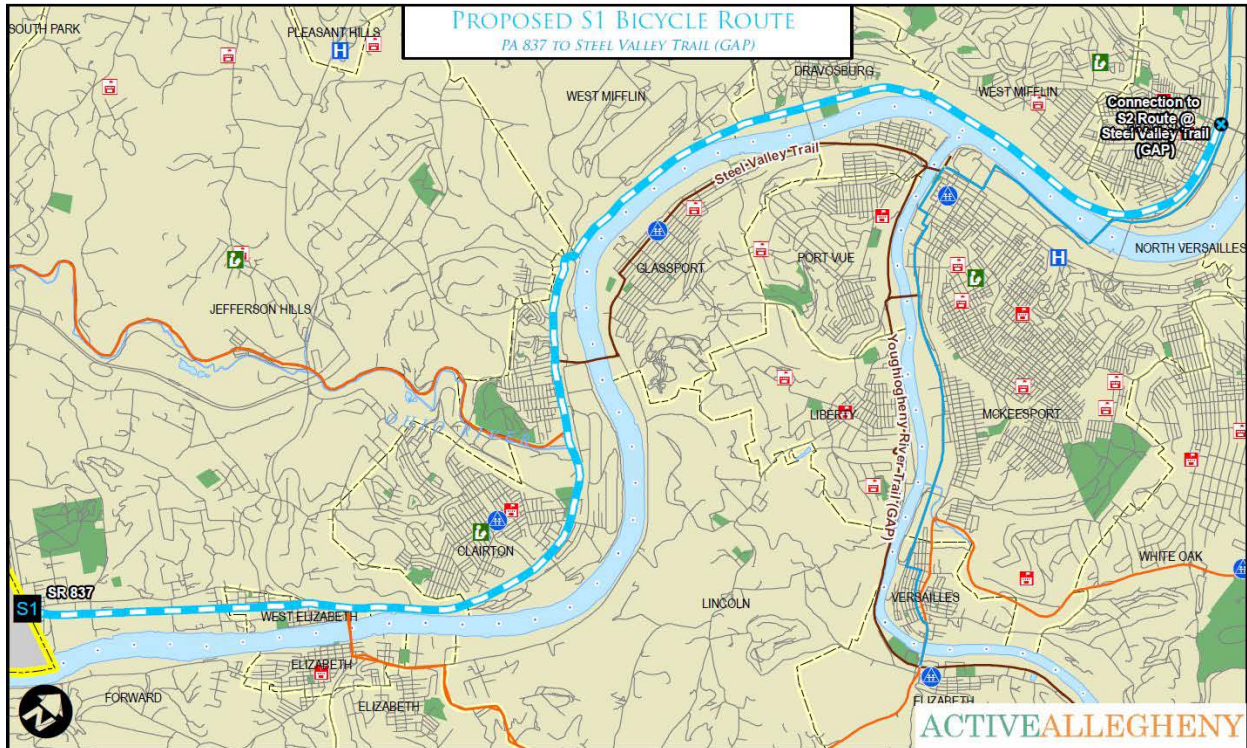 PROPOSED S1 BICYCLE ROUTE
PA 837 TO STEEL VALLEY TRAIL (GAP)
SOUTH PARK
PLEASANT HILLS
H
WEST MIFFLIN
DRAVOSBURG
WEST MIFFLIN
Connection to
S2 Route @
Steel Valley Trail
(GAP)
Steel Valley Trail
NORTH VERSAILLES
H
GLASSPORT
PORT VUE
JEFFERSON HILLS
Youghiogheny River Trail (GAP)
LIBERTY
MCKEESPORT
CLAIRTON
WHITE OAK
S1
SR 837
WEST ELIZABETH
LINCOLN
VERSAILLES
ELIZABETH
FORWARD
ELIZABETH
ELIZABETH
N
ACTIVEALLEGHENY